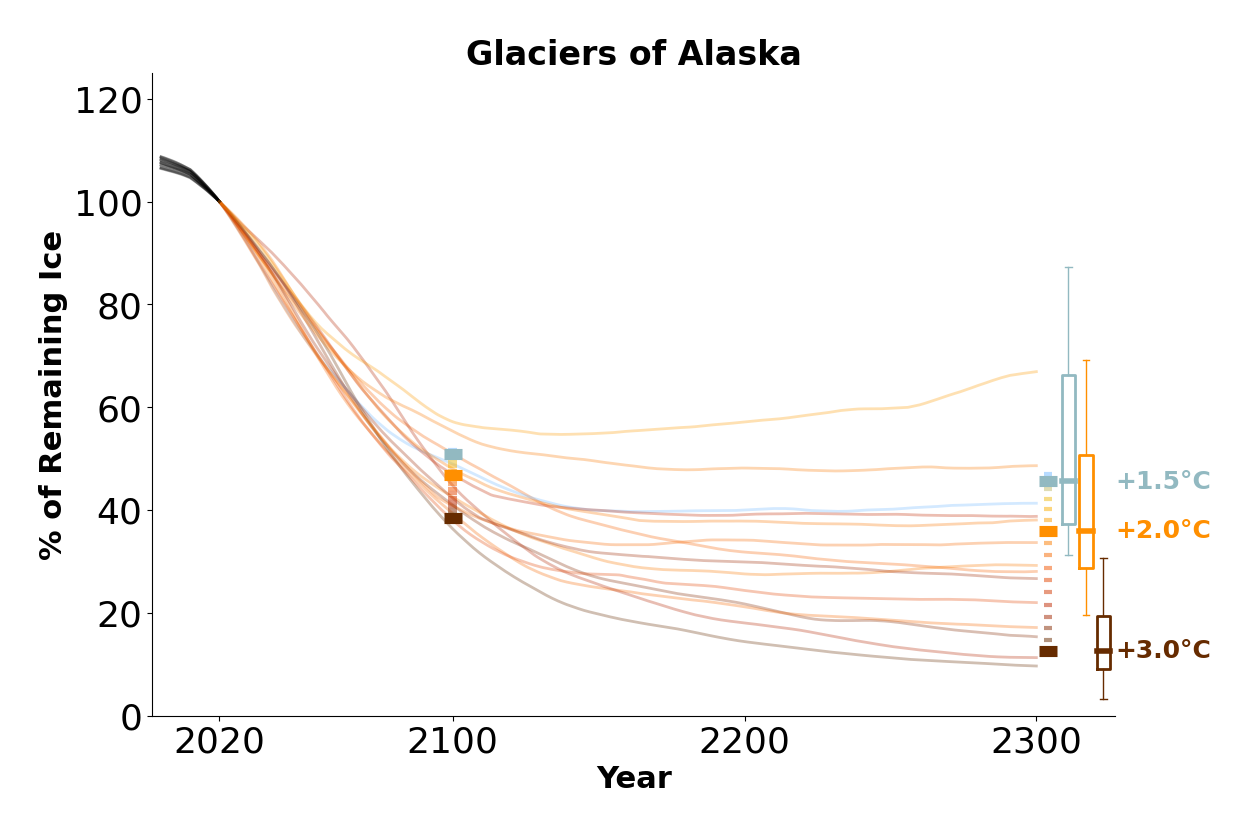 Glaciers of Alaska
% of Remaining Ice
120
100
80
60
40
20
0
+1.5°C
+2.0°C
+3.0°C
2020 2100 2200 2300
Year